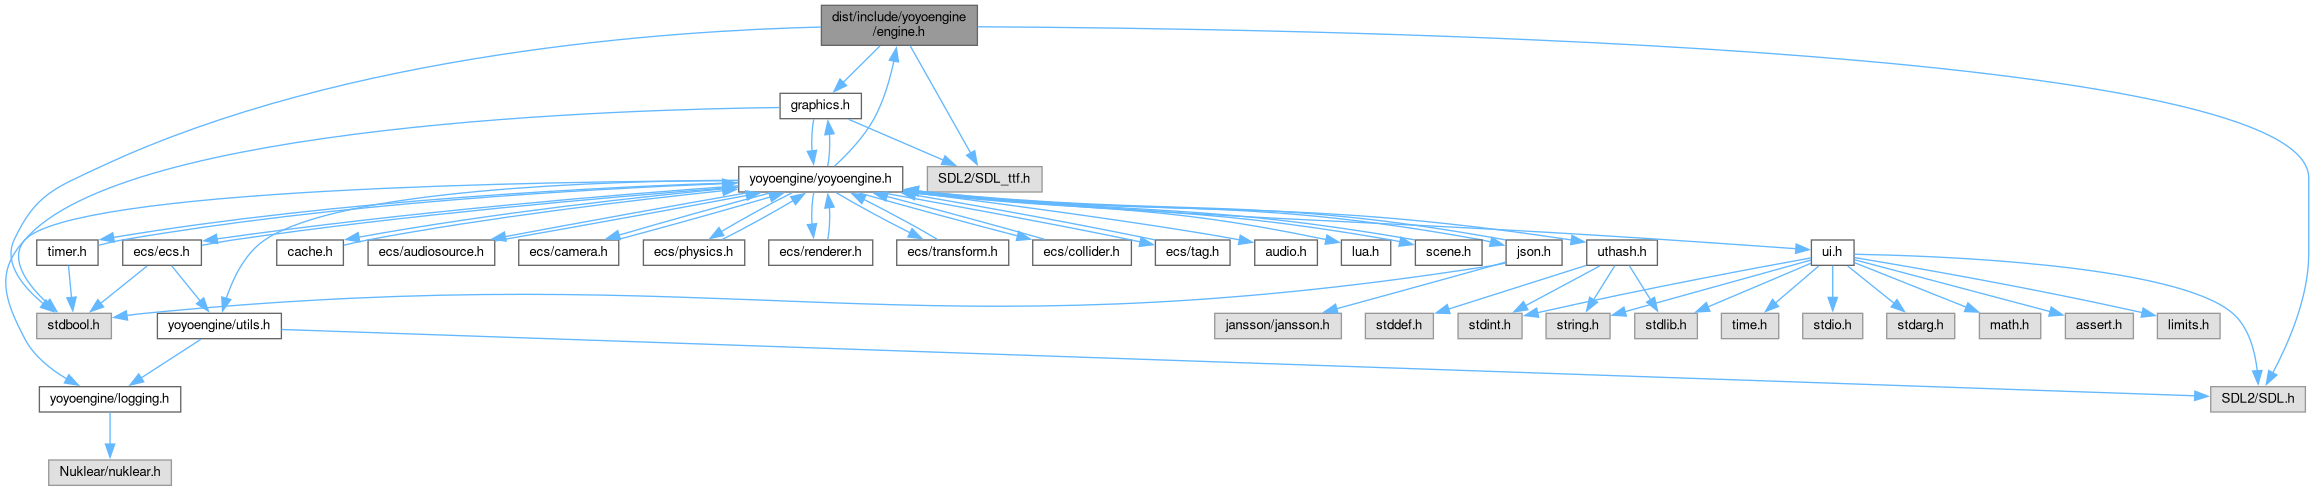 dist/include/yoyoengine
/engine.h
graphics.h
yoyoengine/yoyoengine.h
SDL2/SDL_ttf.h
timer.h
ecs/ecs.h
cache.h
ecs/audiosource.h
ecs/camera.h
ecs/physics.h
ecs/renderer.h
ecs/transform.h
ecs/collider.h
ecs/tag.h
audio.h
lua.h
scene.h
json.h
uthash.h
ui.h
stdbool.h
yoyoengine/utils.h
jansson/jansson.h
stddef.h
stdint.h
string.h
stdlib.h
time.h
stdio.h
stdarg.h
math.h
assert.h
limits.h
yoyoengine/logging.h
SDL2/SDL.h
Nuklear/nuklear.h